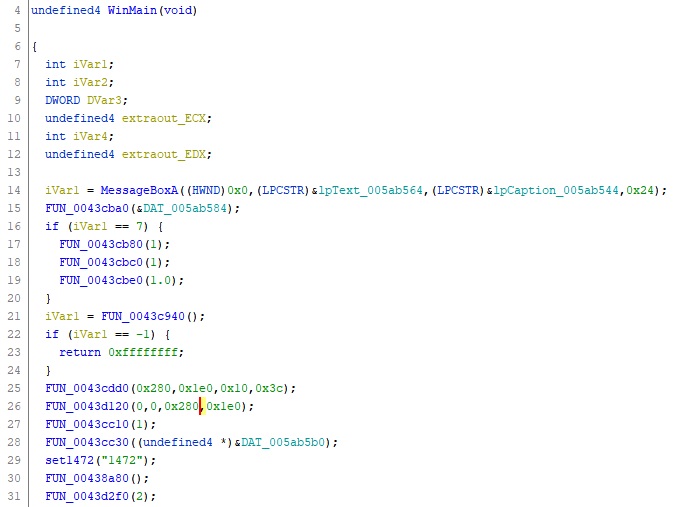 4 undefined4 WinMain(void)
5
6 {
7 int iVar1;
8 int iVar2;
9 DWORD DVar3;
10 undefined4 extraout_ECX;
11 int iVar4;
12 undefined4 extraout_EDX;
13
14 iVar1 = MessageBoxA((HWND)0x0,(LPCSTR)&lpText_005ab564,(LPCSTR)&lpCaption_005ab544,0x24);
15 FUN_0043cba0(&DAT_005ab584);
16 if (iVar1 == 7) {
17 FUN_0043cb80(1);
18 FUN_0043cbc0(1);
19 FUN_0043cbe0(1.0);
20 }
21 iVar1 = FUN_0043c940();
22 if (iVar1 == -1) {
23 return 0xffffffff;
24 }
25 FUN_0043cdd0(0x280,0x1e0,0x10,0x3c);
26 FUN_0043d120(0,0,0x280,0x1e0);
27 FUN_0043cc10(1);
28 FUN_0043cc30((undefined4 *)&DAT_005ab5b0);
29 set1472("1472");
30 FUN_00438a80();
31 FUN_0043d2f0(2);